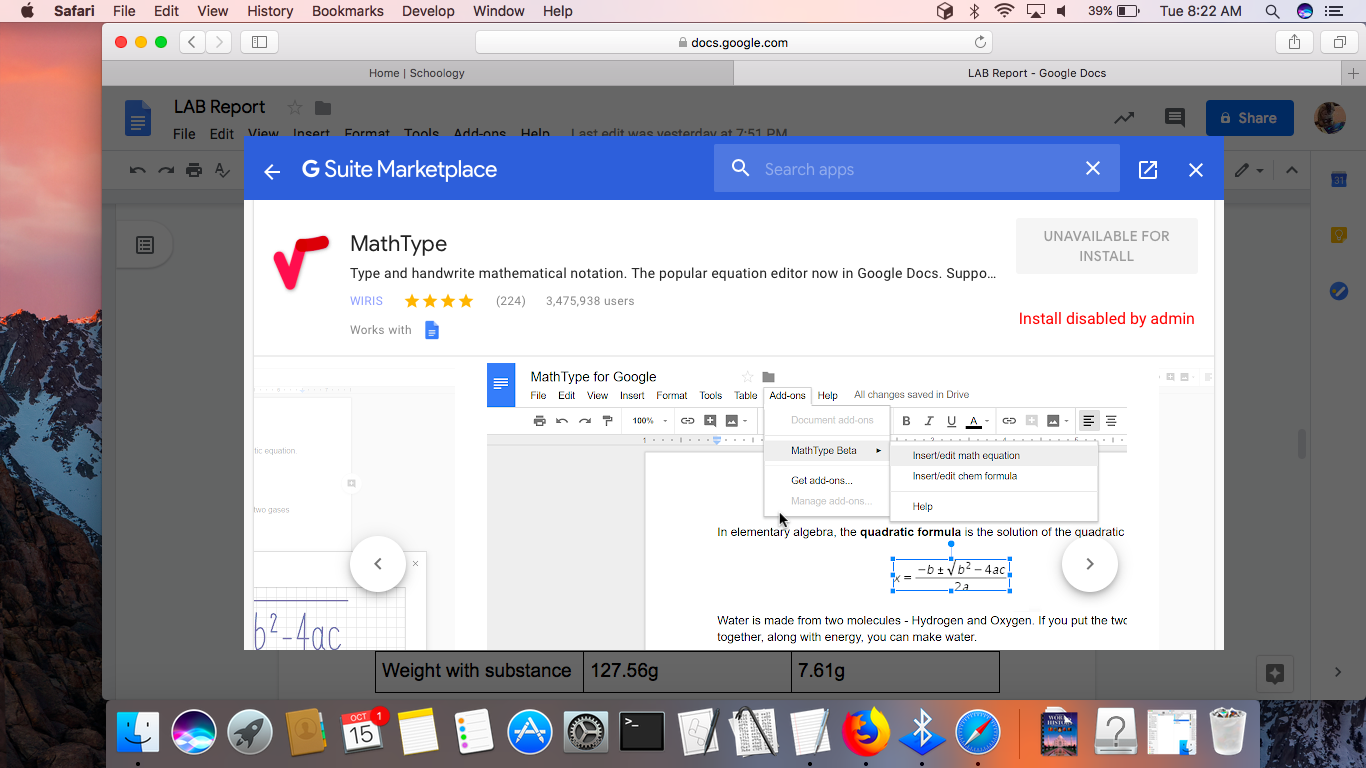 Safari File Edit View History Bookmarks Develop Window Help 39% Tue 8:22 AM
docs.google.com
Home | Schoology LAB Report - Google Docs
LAB Report
File Edit View Insert Format Tools Add-ons Help Last edit was yesterday at 7:51 PM
Share
G Suite Marketplace Search apps
MathType
UNAVAILABLE FOR
INSTALL
Type and handwrite mathematical notation. The popular equation editor now in Google Docs. Suppo...
WIRIS (224) 3,475,938 users
Install disabled by admin
Works with
MathType for Google
File Edit View Insert Format Tools Table Add-ons Help All changes saved in Drive
100% Document add-ons B I U A
MathType Beta Insert/edit math equation
Insert/edit chem formula
Get add-ons...
Manage add-ons...
Help
tic equation.
two gases
In elementary algebra, the quadratic formula is the solution of the quadratic
x = −b ± √b² − 4ac
2a
b²−4ac
Water is made from two molecules - Hydrogen and Oxygen. If you put the two
together, along with energy, you can make water.
Weight with substance 127.56g 7.61g
OCT 1
15
WORLD HISTORY